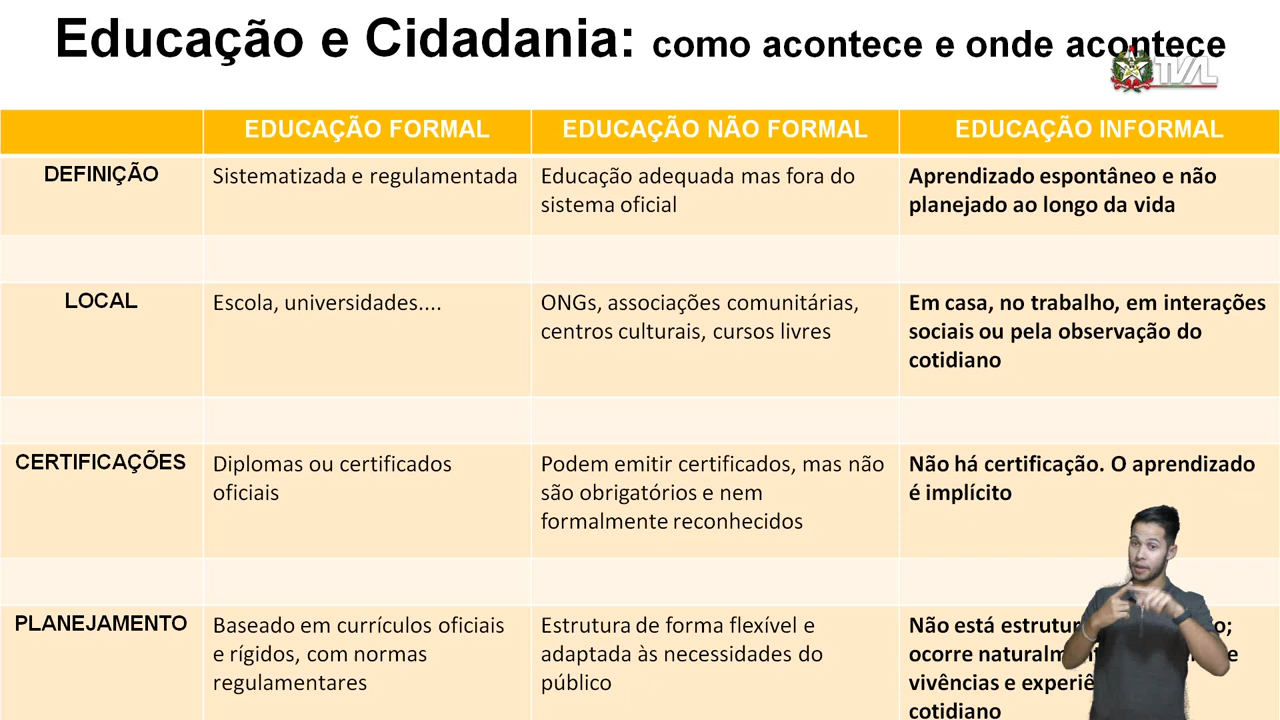 Educação e Cidadania: como acontece e onde acontece
TVAL
EDUCAÇÃO FORMAL
EDUCAÇÃO NÃO FORMAL
EDUCAÇÃO INFORMAL
DEFINIÇÃO
Sistematizada e regulamentada
Educação adequada mas fora do
sistema oficial
Aprendizado espontâneo e não
planejado ao longo da vida
LOCAL
Escola, universidades....
ONGs, associações comunitárias,
centros culturais, cursos livres
Em casa, no trabalho, em interações
sociais ou pela observação do
cotidiano
CERTIFICAÇÕES
Diplomas ou certificados
oficiais
Podem emitir certificados, mas não
são obrigatórios e nem
formalmente reconhecidos
Não há certificação. O aprendizado
é implícito
PLANEJAMENTO
Baseado em currículos oficiais
e rígidos, com normas
regulamentares
Estrutura de forma flexível e
adaptada às necessidades do
público
Não está
ocorre
vivências e
cotidiano